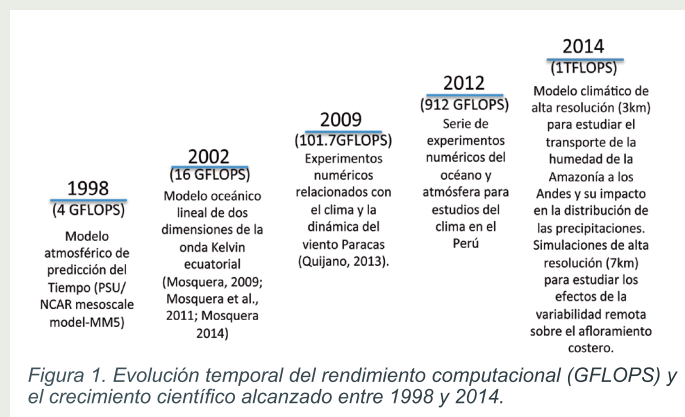 1998
(4 GFLOPS)
Modelo
atmosférico de
predicción del
Tiempo (PSU/
NCAR mesoscale
model-MM5)
2002
(16 GFLOPS)
Modelo oceánico
lineal de dos
dimensiones de la
onda Kelvin
ecuatorial
(Mosquera, 2009;
Mosquera et al.,
2011; Mosquera
2014)
2009
(101.7GFLOPS)
Experimentos
numéricos
relacionados con
el clima y la
dinámica del
viento Paracas
(Quijano, 2013).
2012
(912 GFLOPS)
Serie de
experimentos
numéricos del
océano y
atmósfera para
estudios del
clima en el
Perú
2014
(1TFLOPS)
Modelo climático de
alta resolución (3km)
para estudiar el
transporte de la
humedad de la
Amazonía a los
Andes y su impacto
en la distribución de
las precipitaciones.
Simulaciones de alta
resolución (7km)
para estudiar los
efectos de la
variabilidad remota
sobre el afloramiento
costero.
Figura 1. Evolución temporal del rendimiento computacional (GFLOPS) y
el crecimiento científico alcanzado entre 1998 y 2014.